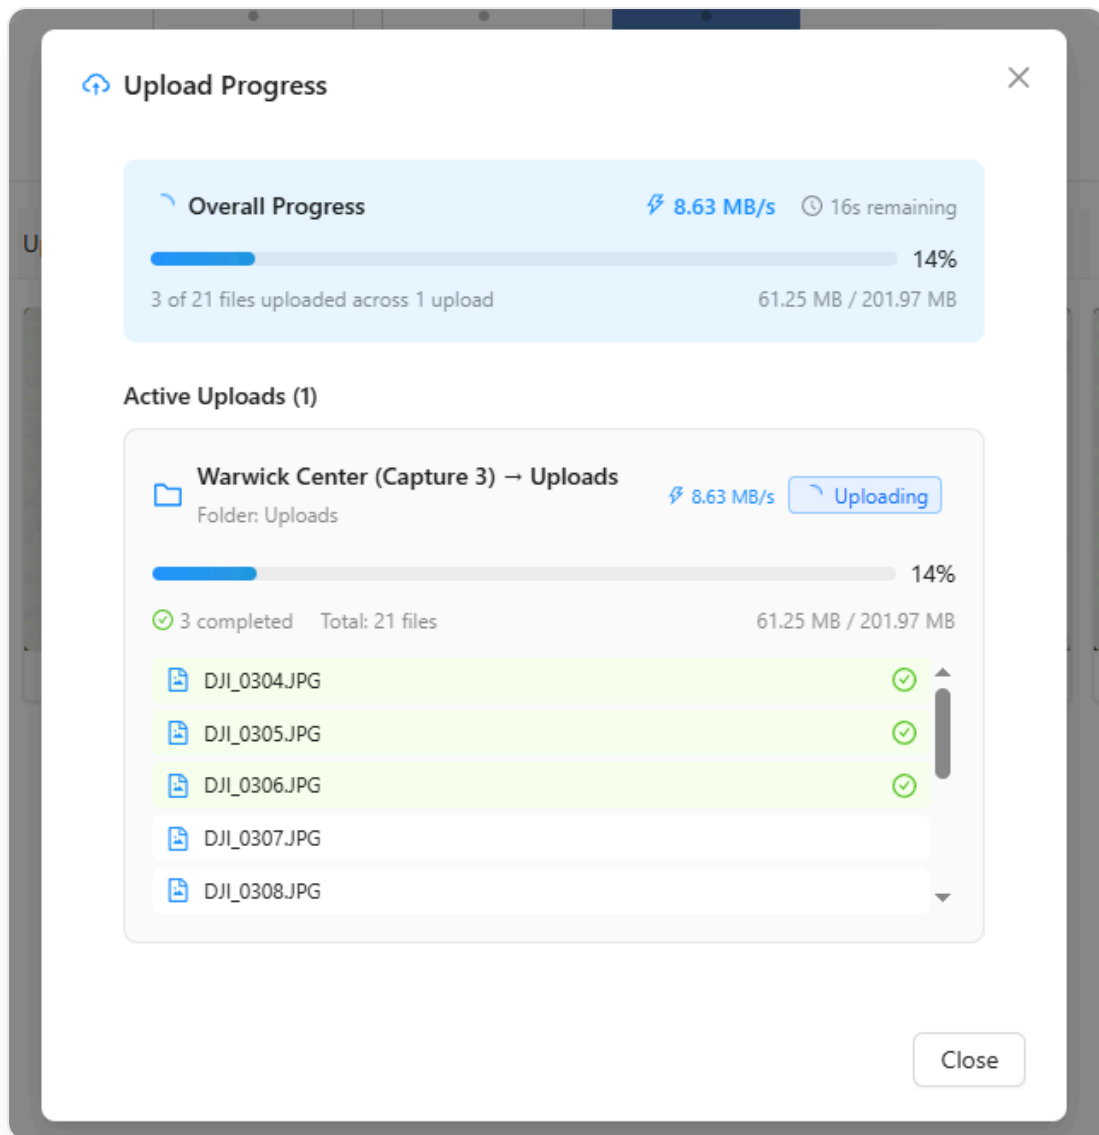 Upload Progress
Overall Progress
8.63 MB/s
16s remaining
14%
3 of 21 files uploaded across 1 upload
61.25 MB / 201.97 MB
Active Uploads (1)
Warwick Center (Capture 3) → Uploads
Folder: Uploads
8.63 MB/s
Uploading
14%
3 completed
Total: 21 files
61.25 MB / 201.97 MB
DJI_0304.JPG
DJI_0305.JPG
DJI_0306.JPG
DJI_0307.JPG
DJI_0308.JPG
Close